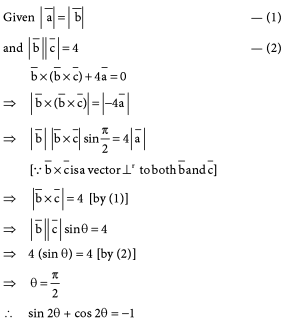 Given |a̅| = |b̅| — (1)
and |b̅||c̅| = 4 — (2)
b̅×(b̅×c̅)+4a̅=0
⇒ |b̅×(b̅×c̅)| = |−4a̅|
⇒ |b̅| |b̅×c̅| sin π/2 = 4|a̅|
[∵ b̅×c̅ is a vector ⊥ʳ to both b̅ and c̅]
⇒ |b̅×c̅| = 4 [by (1)]
⇒ |b̅||c̅| sinθ = 4
⇒ 4 (sin θ) = 4 [by (2)]
⇒ θ = π/2
∴ sin 2θ + cos 2θ = −1